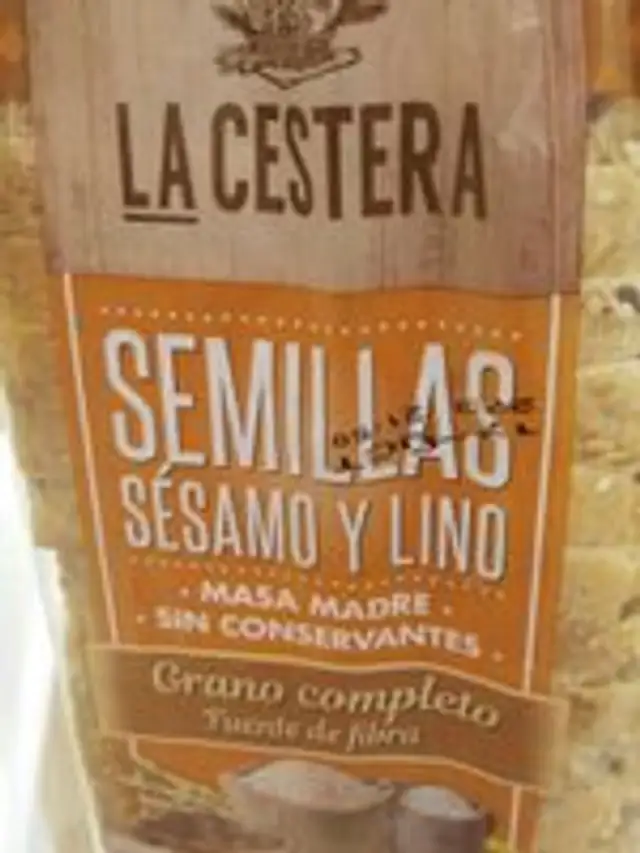 LA CESTERA
SEMILLAS
SÉSAMO Y LINO
· MASA MADRE ·
· SIN CONSERVANTES ·
Grano completo
Fuente de fibra